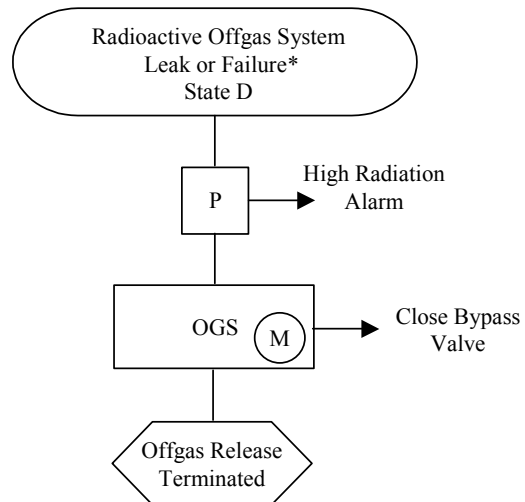 Radioactive Offgas System
Leak or Failure*
State D
P
High Radiation
Alarm
OGS
M
Close Bypass
Valve
Offgas Release
Terminated